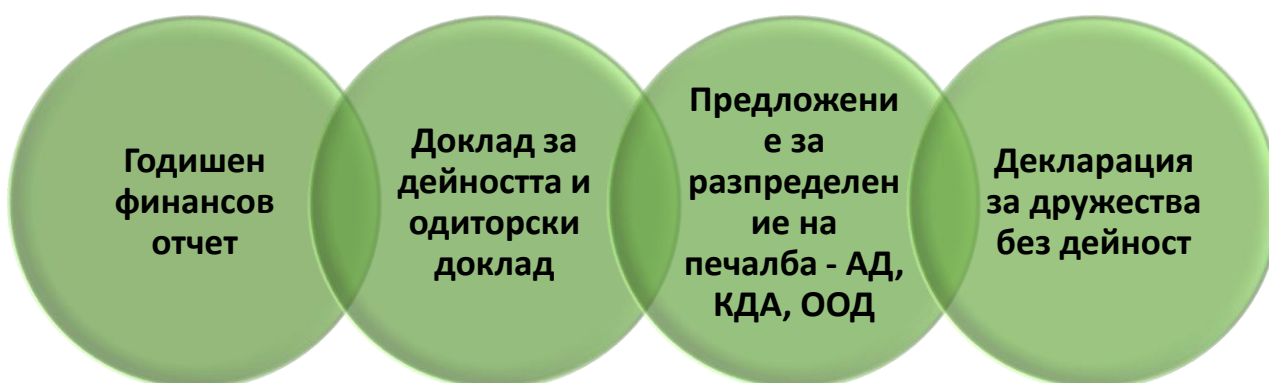 Годишен
финансов
отчет
Доклад за
дейността и
одиторски
доклад
Предложени
е за
разпределен
ие на
печалба - АД,
КДА, ООД
Декларация
за дружества
без дейност